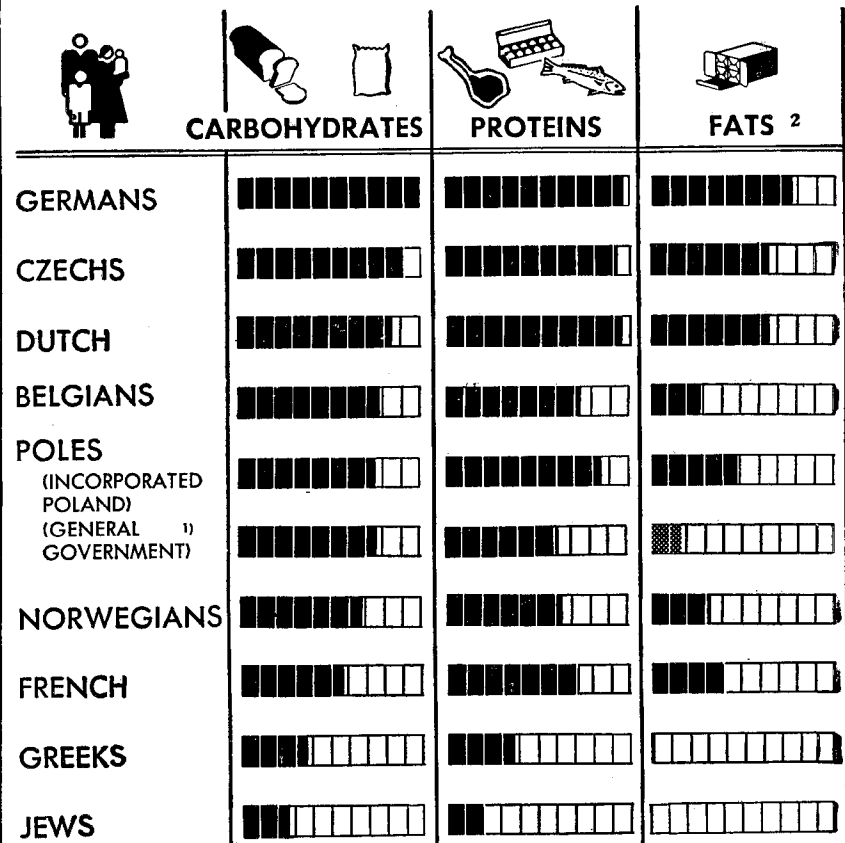 CARBOHYDRATES PROTEINS FATS 2
GERMANS
CZECHS
DUTCH
BELGIANS
POLES
(INCORPORATED
POLAND)
(GENERAL 1)
GOVERNMENT)
NORWEGIANS
FRENCH
GREEKS
JEWS